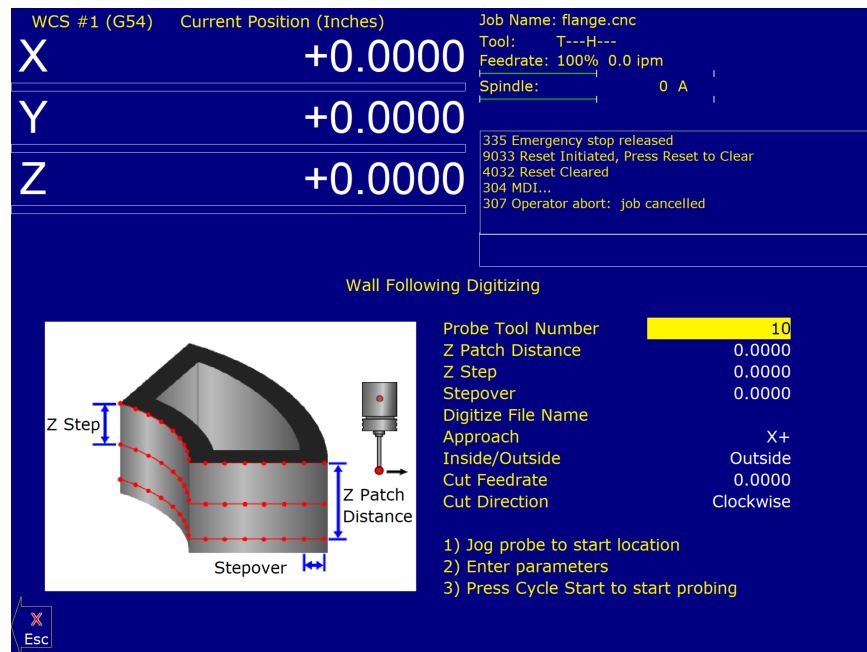 WCS #1 (G54) Current Position (Inches)
X +0.0000
Y +0.0000
Z +0.0000
Job Name: flange.cnc
Tool: T---H---
Feedrate: 100% 0.0 ipm
Spindle: 0 A
335 Emergency stop released
9033 Reset Initiated, Press Reset to Clear
4032 Reset Cleared
304 MDI...
307 Operator abort: job cancelled
Wall Following Digitizing
Z Step
Z Patch
Distance
Stepover
Probe Tool Number 10
Z Patch Distance 0.0000
Z Step 0.0000
Stepover 0.0000
Digitize File Name
Approach X+
Inside/Outside Outside
Cut Feedrate 0.0000
Cut Direction Clockwise
1) Jog probe to start location
2) Enter parameters
3) Press Cycle Start to start probing
X
Esc